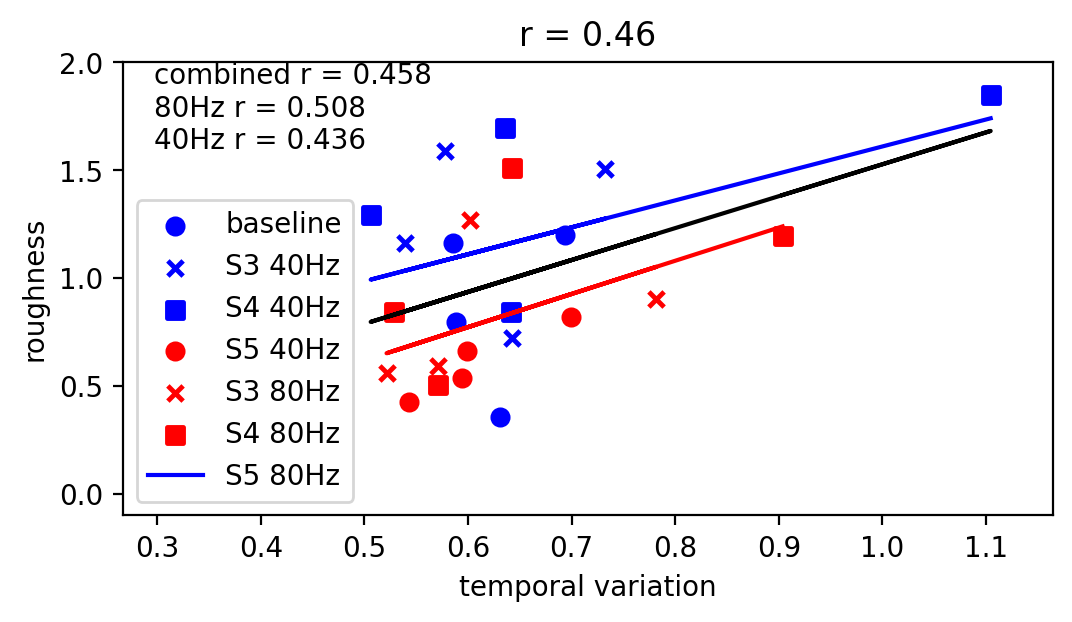 r = 0.46
combined r = 0.458
80Hz r = 0.508
40Hz r = 0.436
baseline
S3 40Hz
S4 40Hz
S5 40Hz
S3 80Hz
S4 80Hz
S5 80Hz
roughness
2.0
1.5
1.0
0.5
0.0
0.3 0.4 0.5 0.6 0.7 0.8 0.9 1.0 1.1
temporal variation